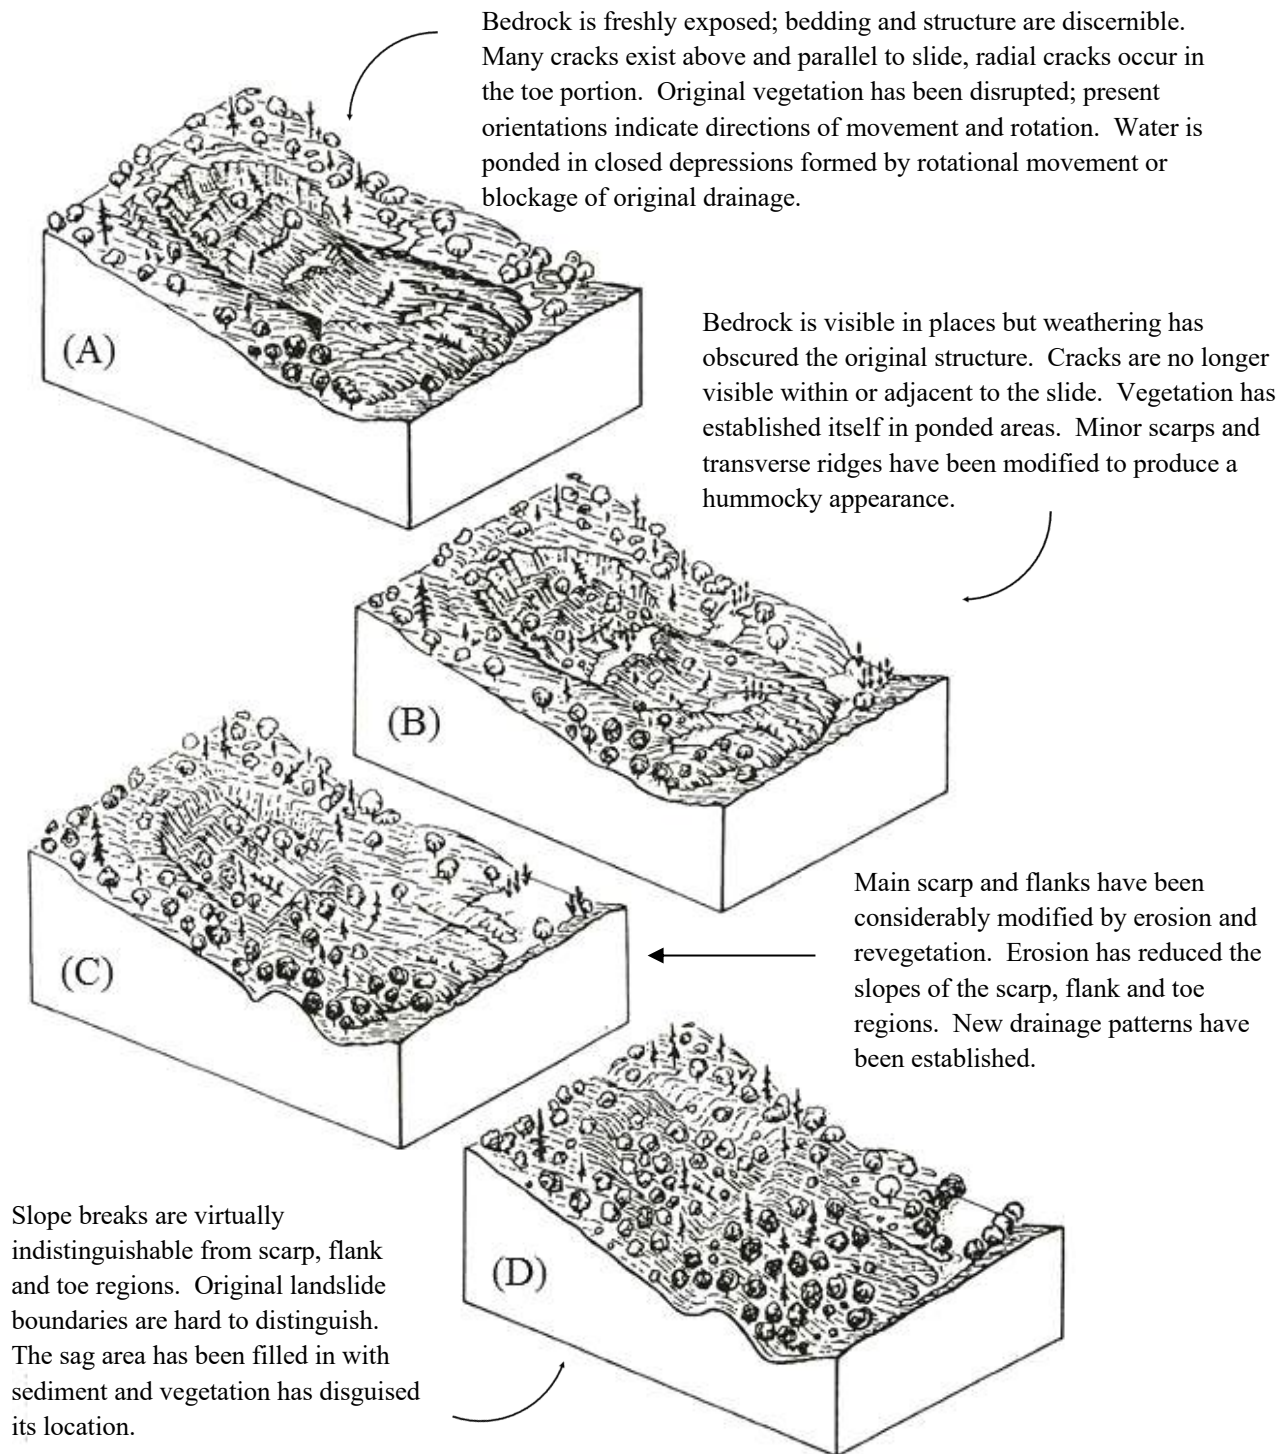 Bedrock is freshly exposed; bedding and structure are discernible.
Many cracks exist above and parallel to slide, radial cracks occur in
the toe portion.  Original vegetation has been disrupted; present
orientations indicate directions of movement and rotation.  Water is
ponded in closed depressions formed by rotational movement or
blockage of original drainage.
(A)
Bedrock is visible in places but weathering has
obscured the original structure.  Cracks are no longer
visible within or adjacent to the slide.  Vegetation has
established itself in ponded areas.  Minor scarps and
transverse ridges have been modified to produce a
hummocky appearance.
(B)
Main scarp and flanks have been
considerably modified by erosion and
revegetation.  Erosion has reduced the
slopes of the scarp, flank and toe
regions.  New drainage patterns have
been established.
(C)
Slope breaks are virtually
indistinguishable from scarp, flank
and toe regions.  Original landslide
boundaries are hard to distinguish.
The sag area has been filled in with
sediment and vegetation has disguised
its location.
(D)